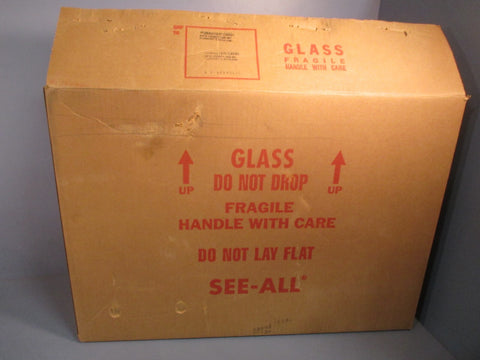 GLASS
FRAGILE
HANDLE WITH CARE
GLASS
DO NOT DROP
UP
UP
FRAGILE
HANDLE WITH CARE
DO NOT LAY FLAT
SEE-ALL®